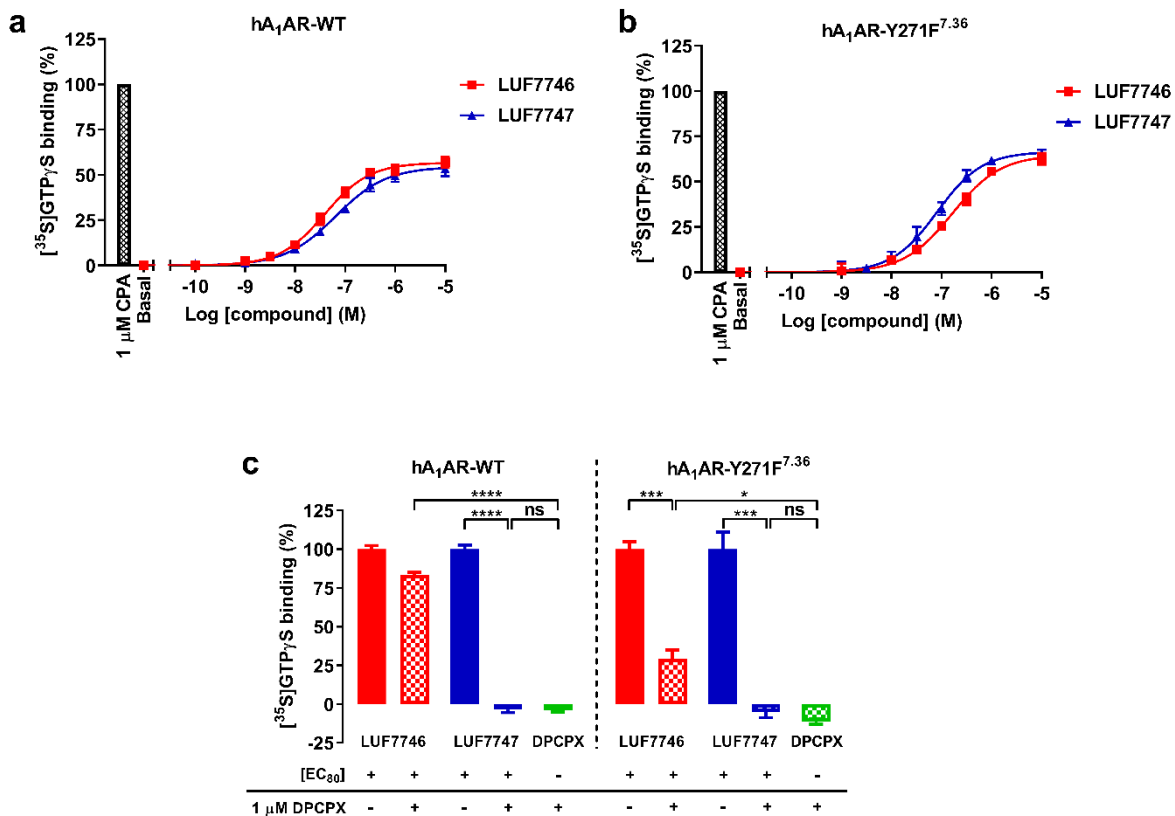 a
hA₁AR-WT
[³⁵S]GTPγS binding (%)
125
100
75
50
25
0
1 μM CPA
Basal
-10 -9 -8 -7 -6 -5
Log [compound] (M)
LUF7746
LUF7747
b
hA₁AR-Y271F⁷·³⁶
[³⁵S]GTPγS binding (%)
125
100
75
50
25
0
1 μM CPA
Basal
-10 -9 -8 -7 -6 -5
Log [compound] (M)
LUF7746
LUF7747
c
hA₁AR-WT
hA₁AR-Y271F⁷·³⁶
**** 
**** ns
*** *
*** ns
[³⁵S]GTPγS binding (%)
125
100
75
50
25
0
-25
LUF7746 LUF7747 DPCPX LUF7746 LUF7747 DPCPX
[EC₈₀] + + + + - + + + + -
1 μM DPCPX - + - + + - + - + +